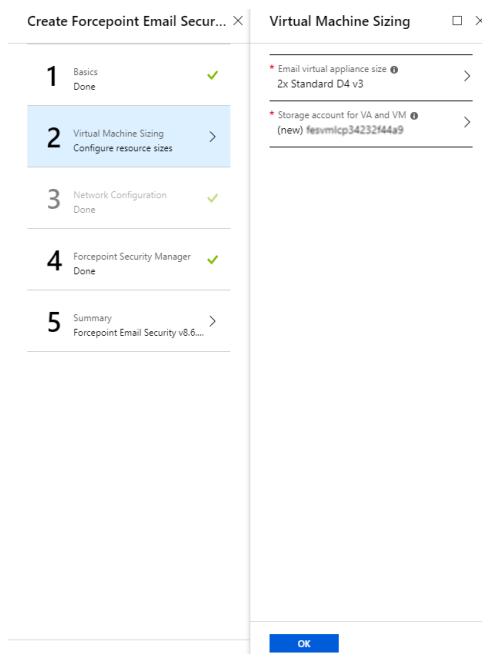 Create Forcepoint Email Secur...
1
Basics
Done
2
Virtual Machine Sizing
Configure resource sizes
3
Network Configuration
Done
4
Forcepoint Security Manager
Done
5
Summary
Forcepoint Email Security v8.6....
Virtual Machine Sizing
* Email virtual appliance size
2x Standard D4 v3
* Storage account for VA and VM
(new)
OK